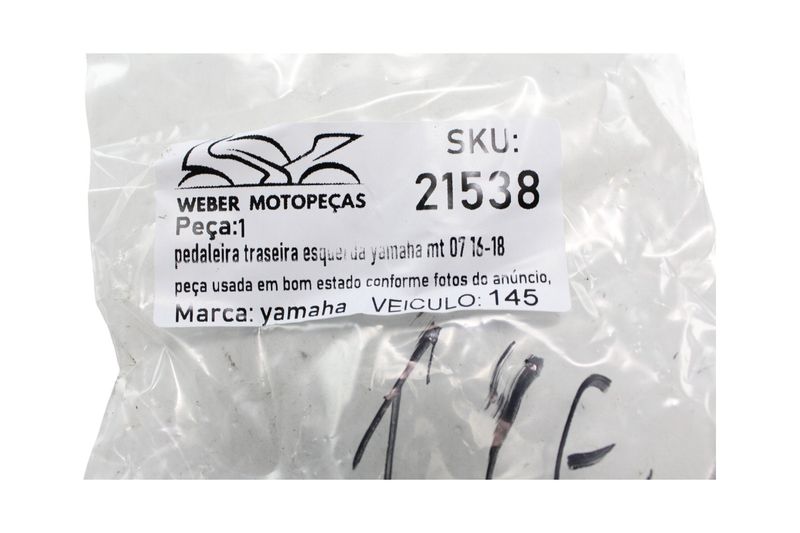 SKU:
21538
WEBER MOTOPEÇAS
Peça:1
pedaleira traseira esquerda yamaha mt 07 16-18
peça usada em bom estado conforme fotos do anúncio,
Marca: yamaha VEICULO: 145